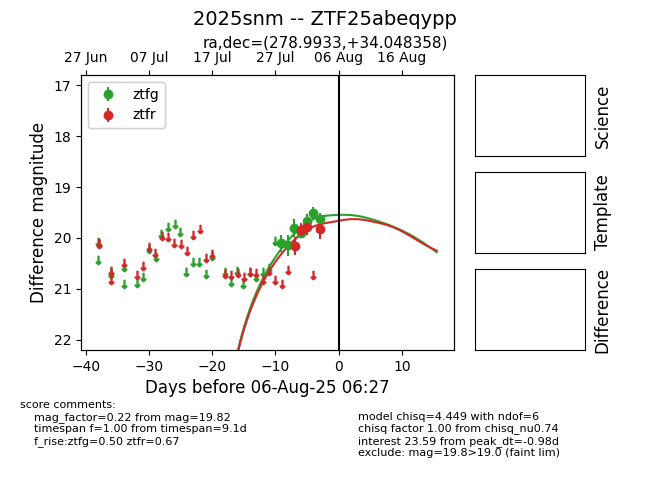 2025snm -- ZTF25abeqypp
ra,dec=(278.9933,+34.048358)
27 Jun 07 Jul 17 Jul 27 Jul 06 Aug 16 Aug
17
18
19
20
21
22
Difference magnitude
ztfg
ztfr
−40 −30 −20 −10 0 10
Days before 06-Aug-25 06:27
Science
Template
Difference
score comments:
mag_factor=0.22 from mag=19.82
timespan f=1.00 from timespan=9.1d
f_rise:ztfg=0.50 ztfr=0.67
model chisq=4.449 with ndof=6
chisq factor 1.00 from chisq_nu0.74
interest 23.59 from peak_dt=-0.98d
exclude: mag=19.8>19.0 (faint lim)